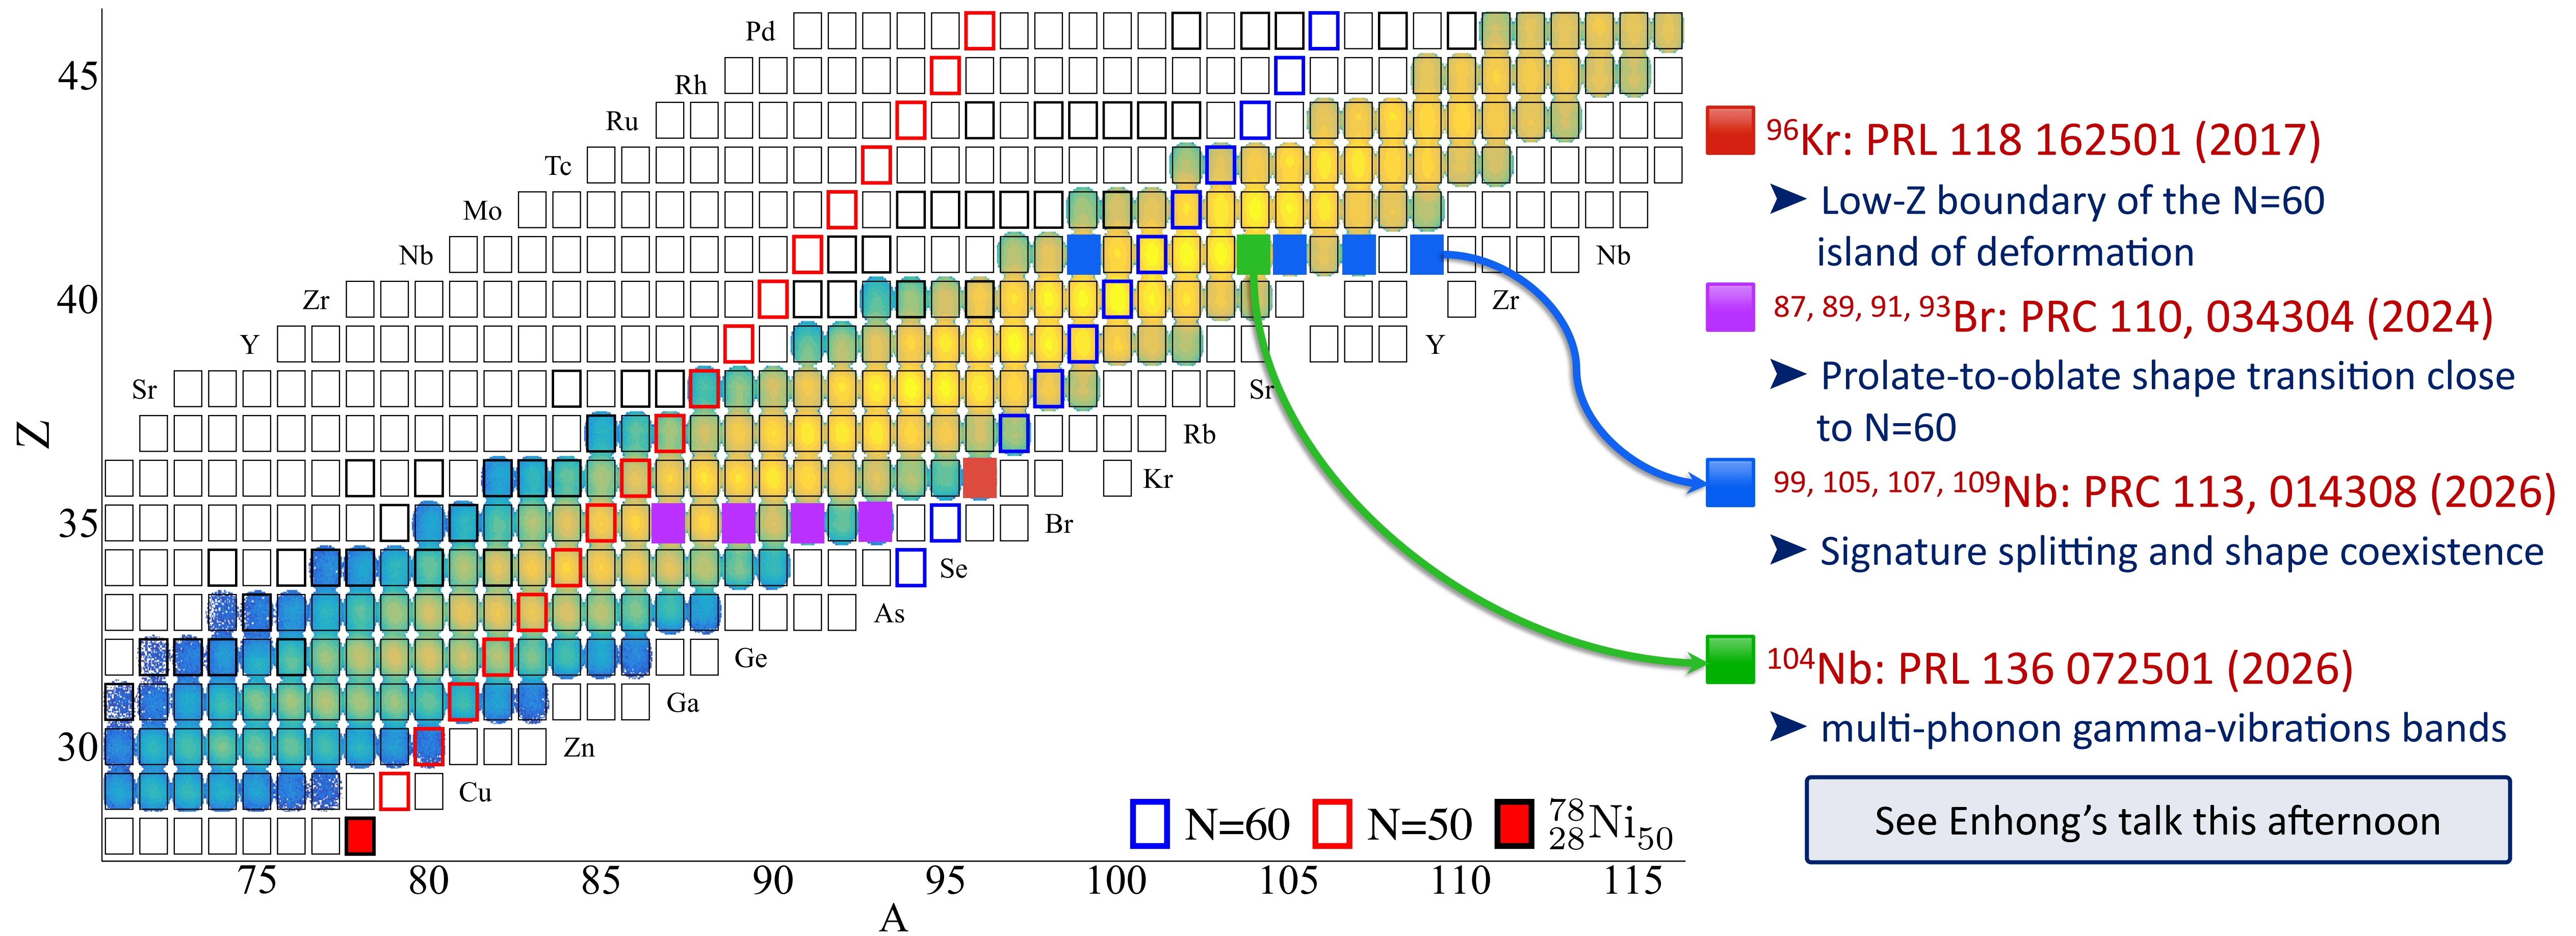 Pd
45
Rh
Ru
Tc
Mo
Nb
Nb
40
Zr
Zr
Y
Y
Sr
Sr
Rb
Z
Kr
35
Br
Se
As
Ge
Ga
30
Zn
Cu
N=60
N=50
⁷⁸₂₈Ni₅₀
75 80 85 90 95 100 105 110 115
A
⁹⁶Kr: PRL 118 162501 (2017)
➤ Low-Z boundary of the N=60
island of deformation
⁸⁷, ⁸⁹, ⁹¹, ⁹³Br: PRC 110, 034304 (2024)
➤ Prolate-to-oblate shape transition close
to N=60
⁹⁹, ¹⁰⁵, ¹⁰⁷, ¹⁰⁹Nb: PRC 113, 014308 (2026)
➤ Signature splitting and shape coexistence
¹⁰⁴Nb: PRL 136 072501 (2026)
➤ multi-phonon gamma-vibrations bands
See Enhong’s talk this afternoon